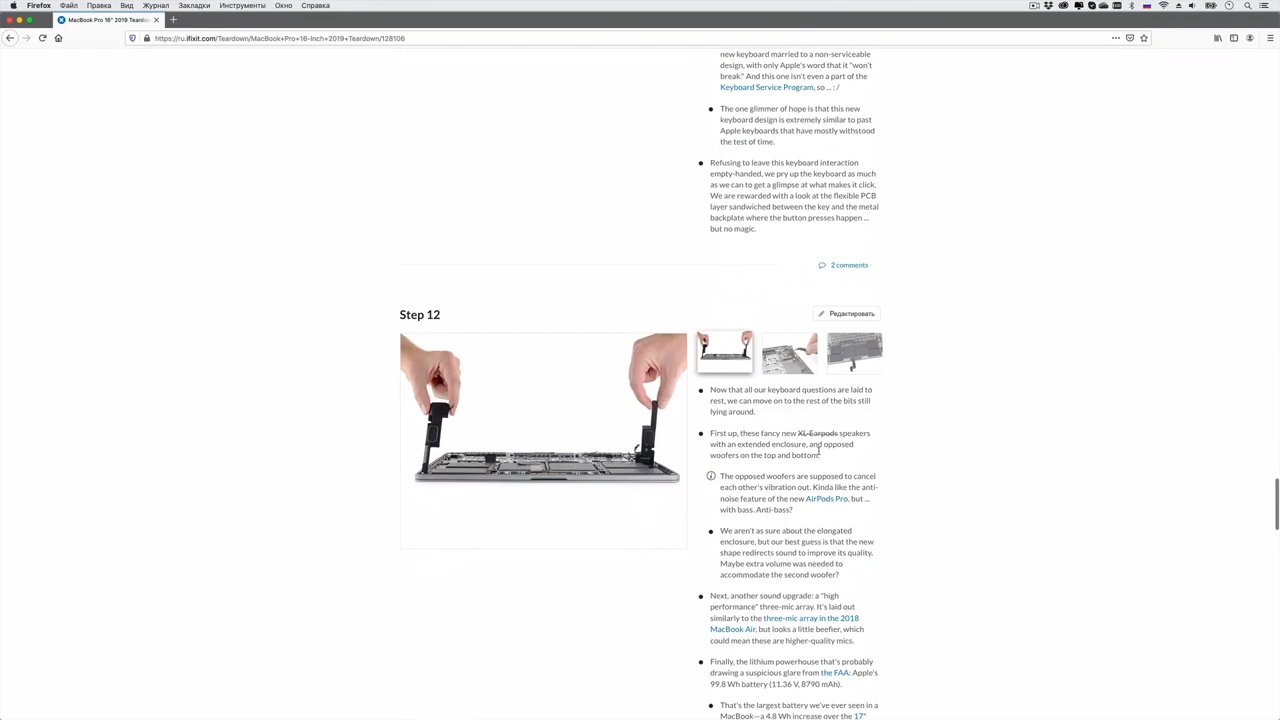 Firefox Файл Правка Вид Журнал Закладки Инструменты Окно Справка
MacBook Pro 16" 2019 Teardo
https://ru.ifixit.com/Teardown/MacBook+Pro+16-Inch+2019+Teardown/128106
new keyboard married to a non-serviceable
design, with only Apple's word that it "won't
break." And this one isn't even a part of the
Keyboard Service Program, so ... : /
The one glimmer of hope is that this new
keyboard design is extremely similar to past
Apple keyboards that have mostly withstood
the test of time.
Refusing to leave this keyboard interaction
empty-handed, we pry up the keyboard as much
as we can to get a glimpse at what makes it click.
We are rewarded with a look at the flexible PCB
layer sandwiched between the key and the metal
backplate where the button presses happen ...
but no magic.
2 comments
Step 12
Редактировать
Now that all our keyboard questions are laid to
rest, we can move on to the rest of the bits still
lying around.
First up, these fancy new XL Earpods speakers
with an extended enclosure, and opposed
woofers on the top and bottom.
The opposed woofers are supposed to cancel
each other's vibration out. Kinda like the anti-
noise feature of the new AirPods Pro, but ...
with bass. Anti-bass?
We aren't as sure about the elongated
enclosure, but our best guess is that the new
shape redirects sound to improve its quality.
Maybe extra volume was needed to
accommodate the second woofer?
Next, another sound upgrade: a "high
performance" three-mic array. It's laid out
similarly to the three-mic array in the 2018
MacBook Air, but looks a little beefier, which
could mean these are higher-quality mics.
Finally, the lithium powerhouse that's probably
drawing a suspicious glare from the FAA: Apple's
99.8 Wh battery (11.36 V, 8790 mAh).
That's the largest battery we've ever seen in a
MacBook—a 4.8 Wh increase over the 17"